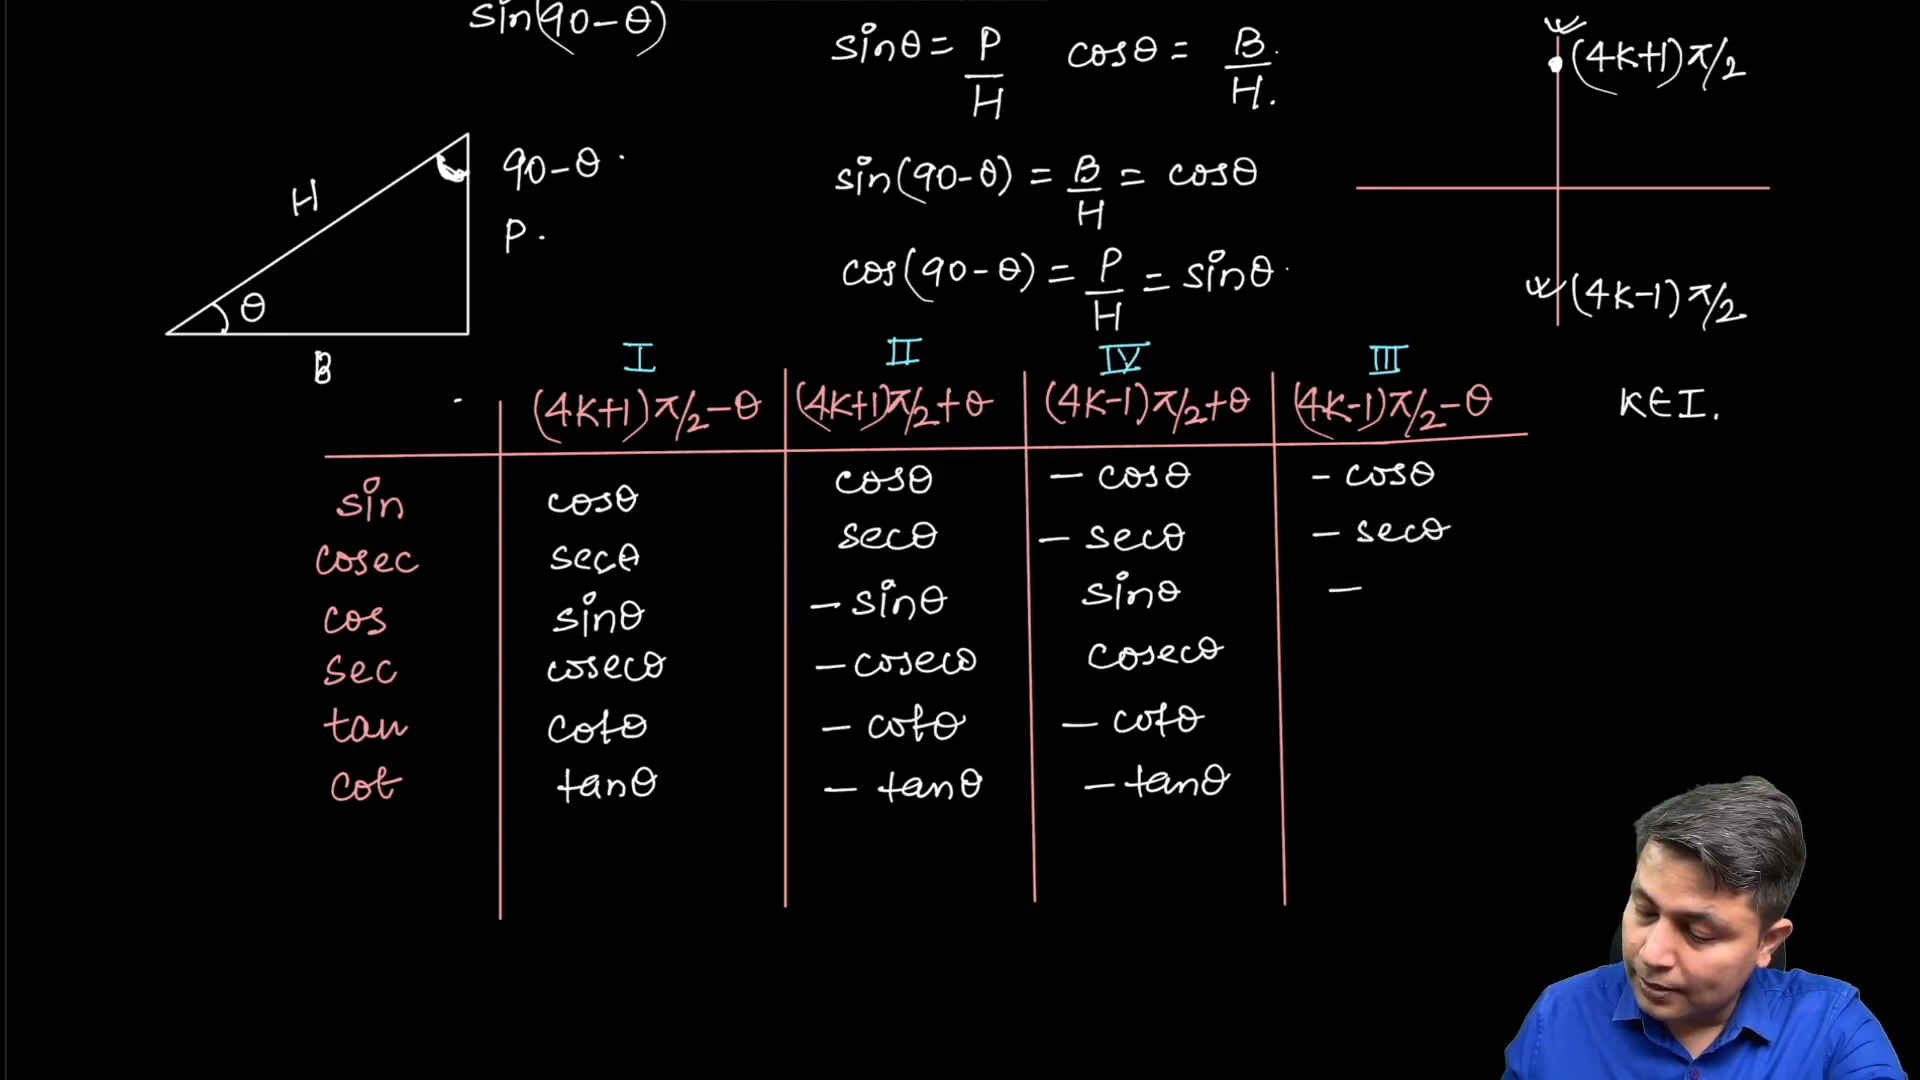 sin(90-θ)
sinθ = P/H cosθ = B/H.
(4K+1)π/2
H
90-θ
P.
θ
B
sin(90-θ) = B/H = cosθ
cos(90-θ) = P/H = sinθ
(4K-1)π/2
I II IV III
(4K+1)π/2-θ (4K+1)π/2+θ (4K-1)π/2+θ (4K-1)π/2-θ K∈I.
sin cosθ cosθ - cosθ - cosθ
cosec secθ secθ - secθ - secθ
cos sinθ - sinθ sinθ -
sec cosecθ - cosecθ cosecθ
tan cotθ - cotθ - cotθ
cot tanθ - tanθ - tanθ